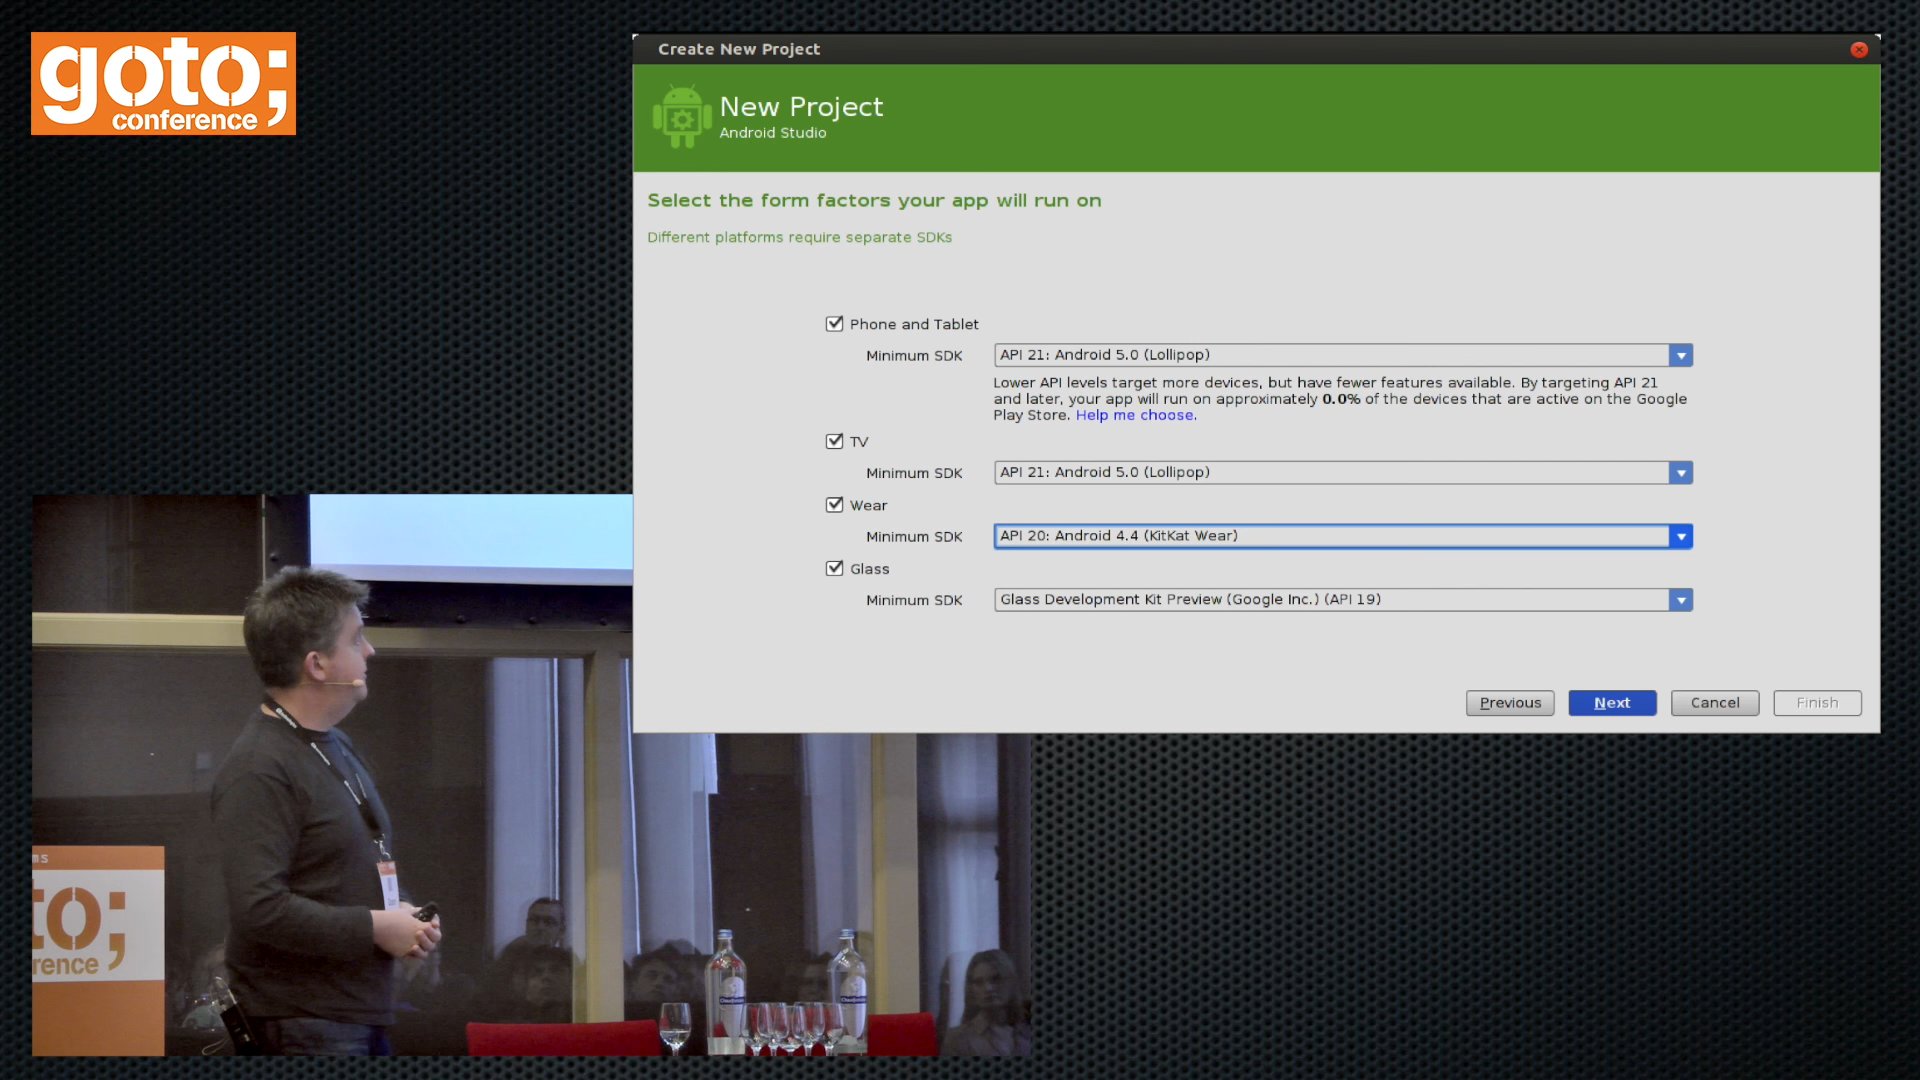 goto;
conference
Create New Project
New Project
Android Studio
Select the form factors your app will run on
Different platforms require separate SDKs
Phone and Tablet
Minimum SDK
API 21: Android 5.0 (Lollipop)
Lower API levels target more devices, but have fewer features available. By targeting API 21
and later, your app will run on approximately 0.0% of the devices that are active on the Google
Play Store. Help me choose.
TV
Minimum SDK
API 21: Android 5.0 (Lollipop)
Wear
Minimum SDK
API 20: Android 4.4 (KitKat Wear)
Glass
Minimum SDK
Glass Development Kit Preview (Google Inc.) (API 19)
Previous
Next
Cancel
Finish
ms
to;
rence